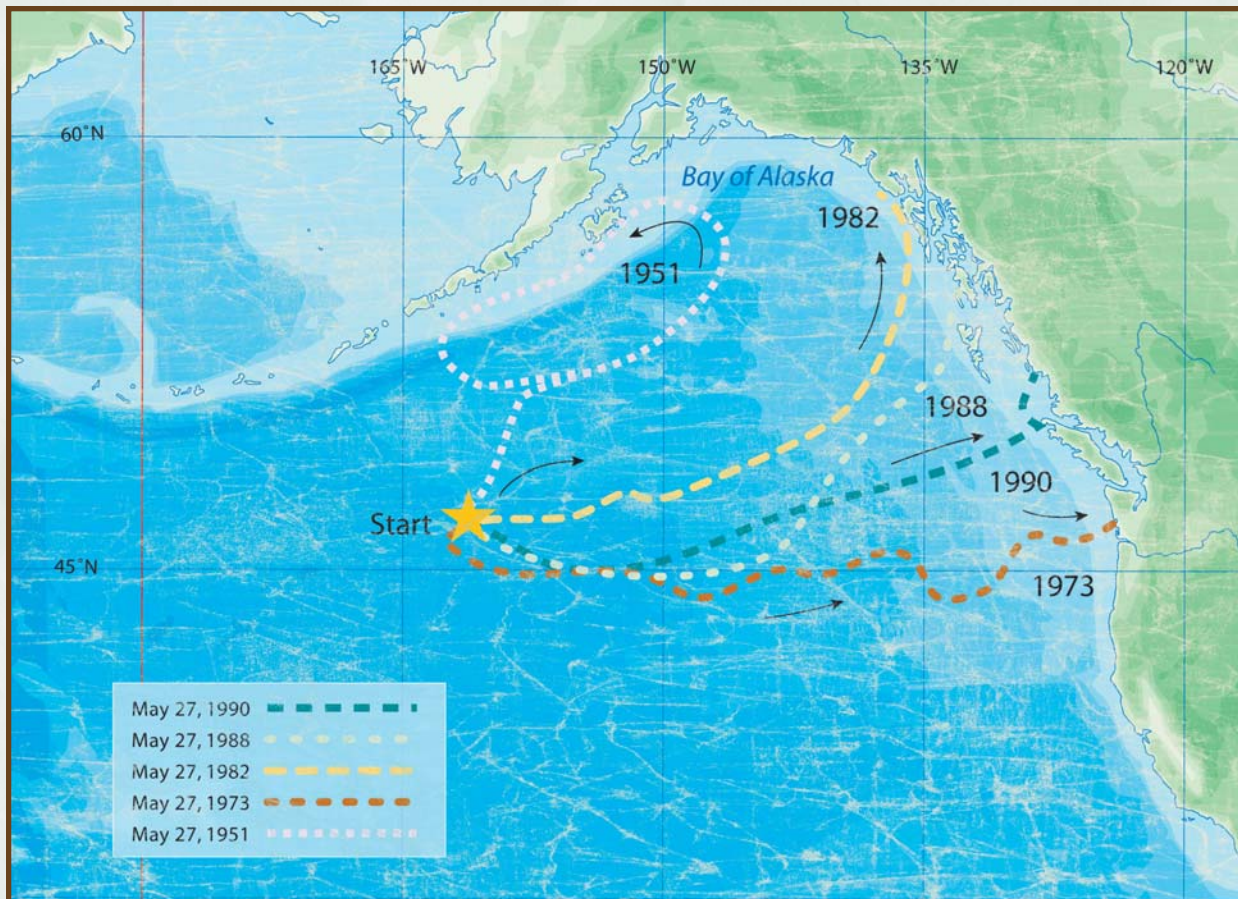 165°W
150°W
135°W
120°W
60°N
Bay of Alaska
1982
1951
1988
1990
Start
45°N
1973
May 27, 1990
May 27, 1988
May 27, 1982
May 27, 1973
May 27, 1951